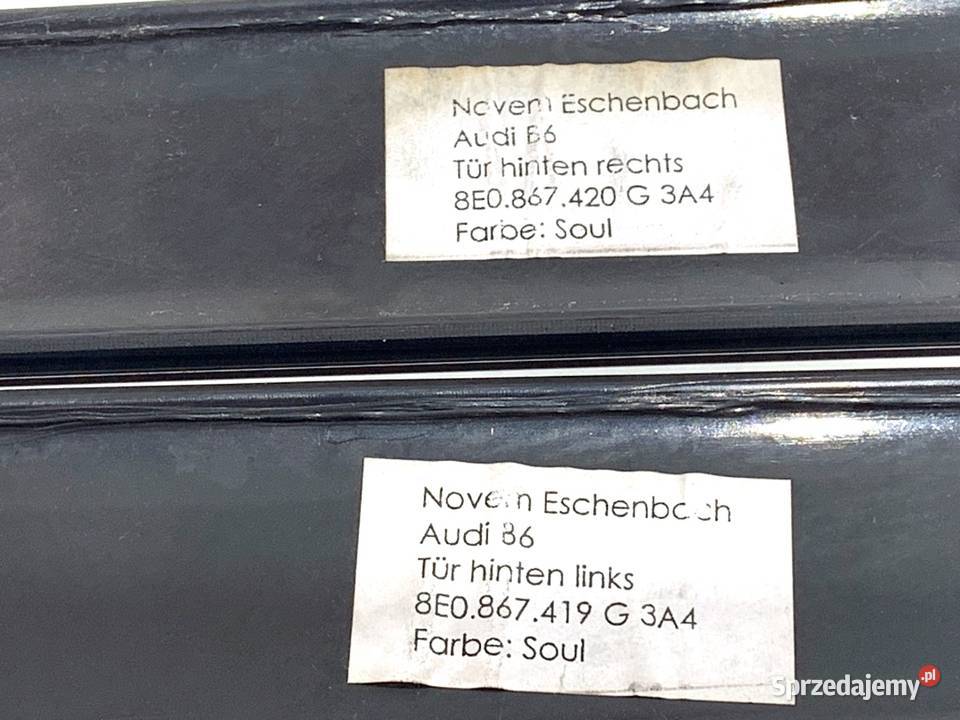 Novem Eschenbach
Audi B6
Tür hinten rechts
8E0.867.420 G 3A4
Farbe: Soul
Novem Eschenbach
Audi B6
Tür hinten links
8E0.867.419 G 3A4
Farbe: Soul
Sprzedajemy.pl